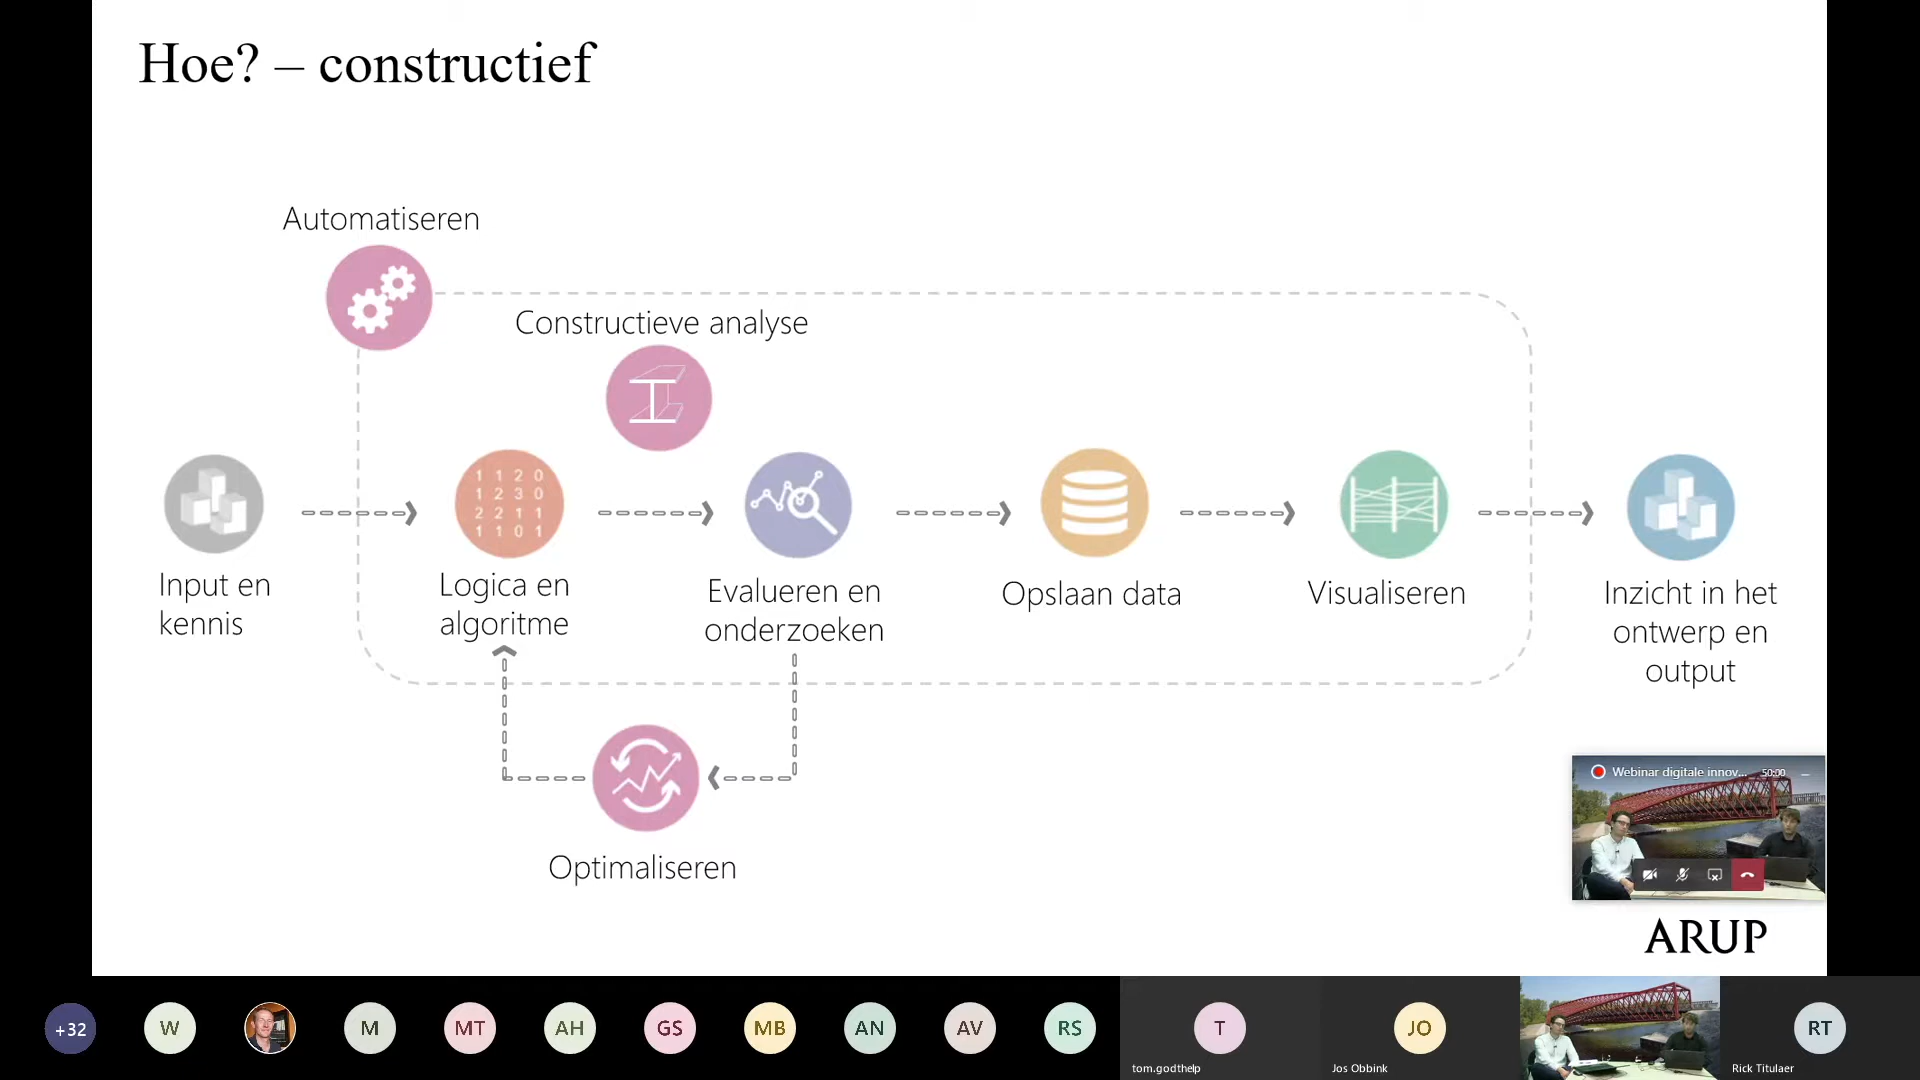 Hoe? – constructief
Automatiseren
Constructieve analyse
1 1 2 0
1 2 3 0
2 2 1 1
1 1 0 1
Input en
kennis
Logica en
algoritme
Evalueren en
onderzoeken
Opslaan data
Visualiseren
Inzicht in het
ontwerp en
output
Optimaliseren
Webinar digitale innov... 50:00
ARUP
+32
W
M
MT
AH
GS
MB
AN
AV
RS
T
JO
RT
tom.godthelp
Jos Obbink
Rick Titulaer